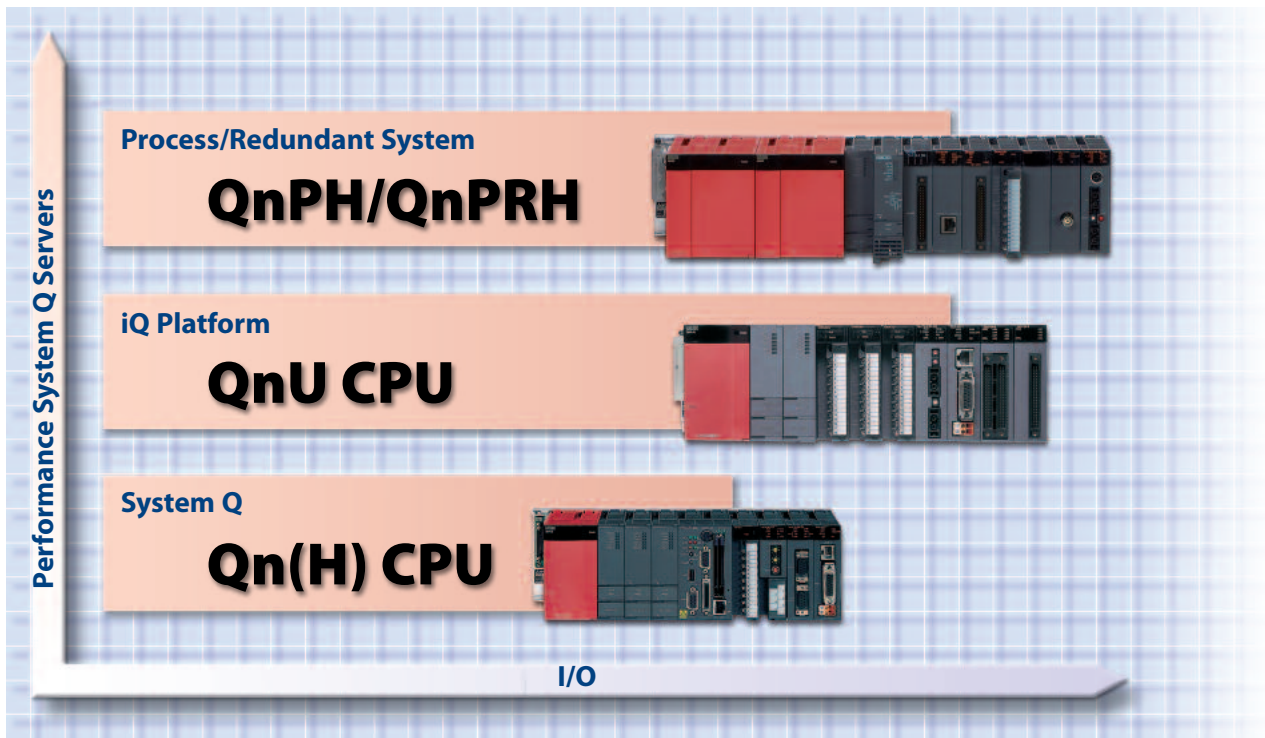 Performance System Q Servers
Process/Redundant System
QnPH/QnPRH
iQ Platform
QnU CPU
System Q
Qn(H) CPU
I/O